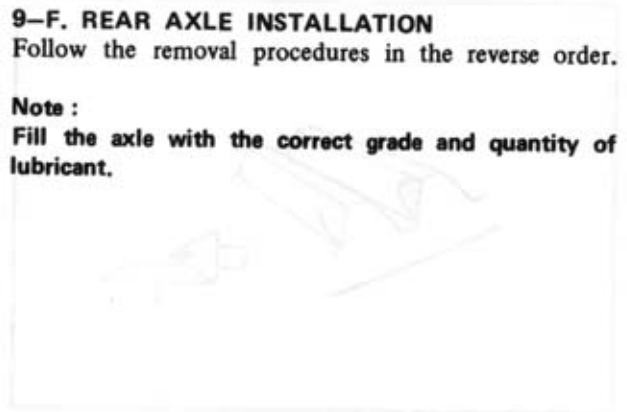 9–F. REAR AXLE INSTALLATION
Follow the removal procedures in the reverse order.
Note :
Fill the axle with the correct grade and quantity of
lubricant.